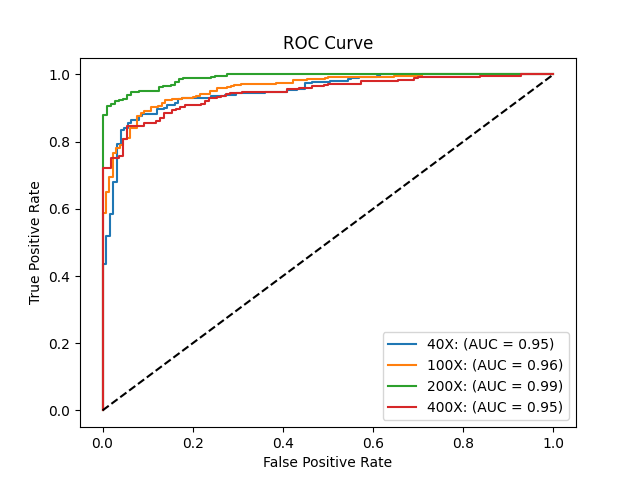 ROC Curve
True Positive Rate
1.0
0.8
0.6
0.4
0.2
0.0
0.0 0.2 0.4 0.6 0.8 1.0
False Positive Rate
40X: (AUC = 0.95)
100X: (AUC = 0.96)
200X: (AUC = 0.99)
400X: (AUC = 0.95)